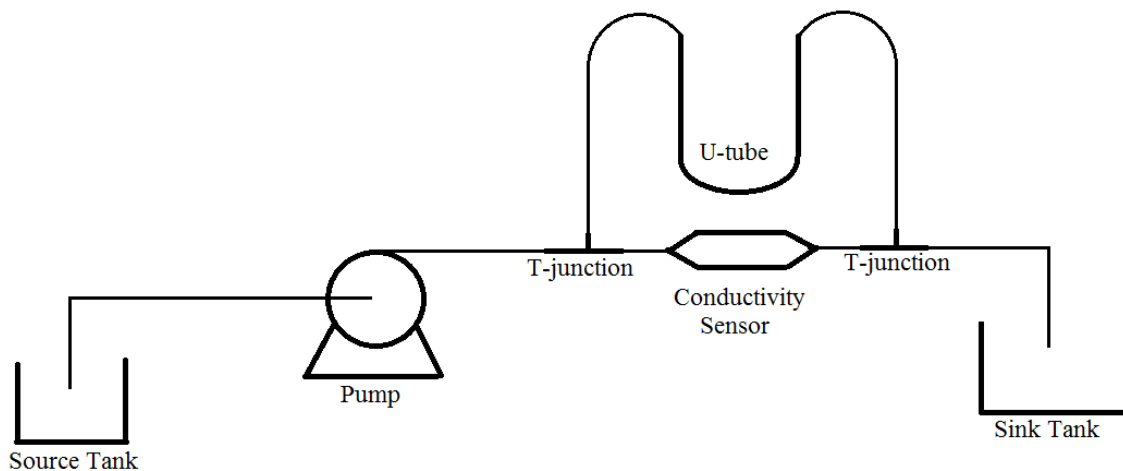 U-tube
T-junction
T-junction
Conductivity
Sensor
Pump
Sink Tank
Source Tank